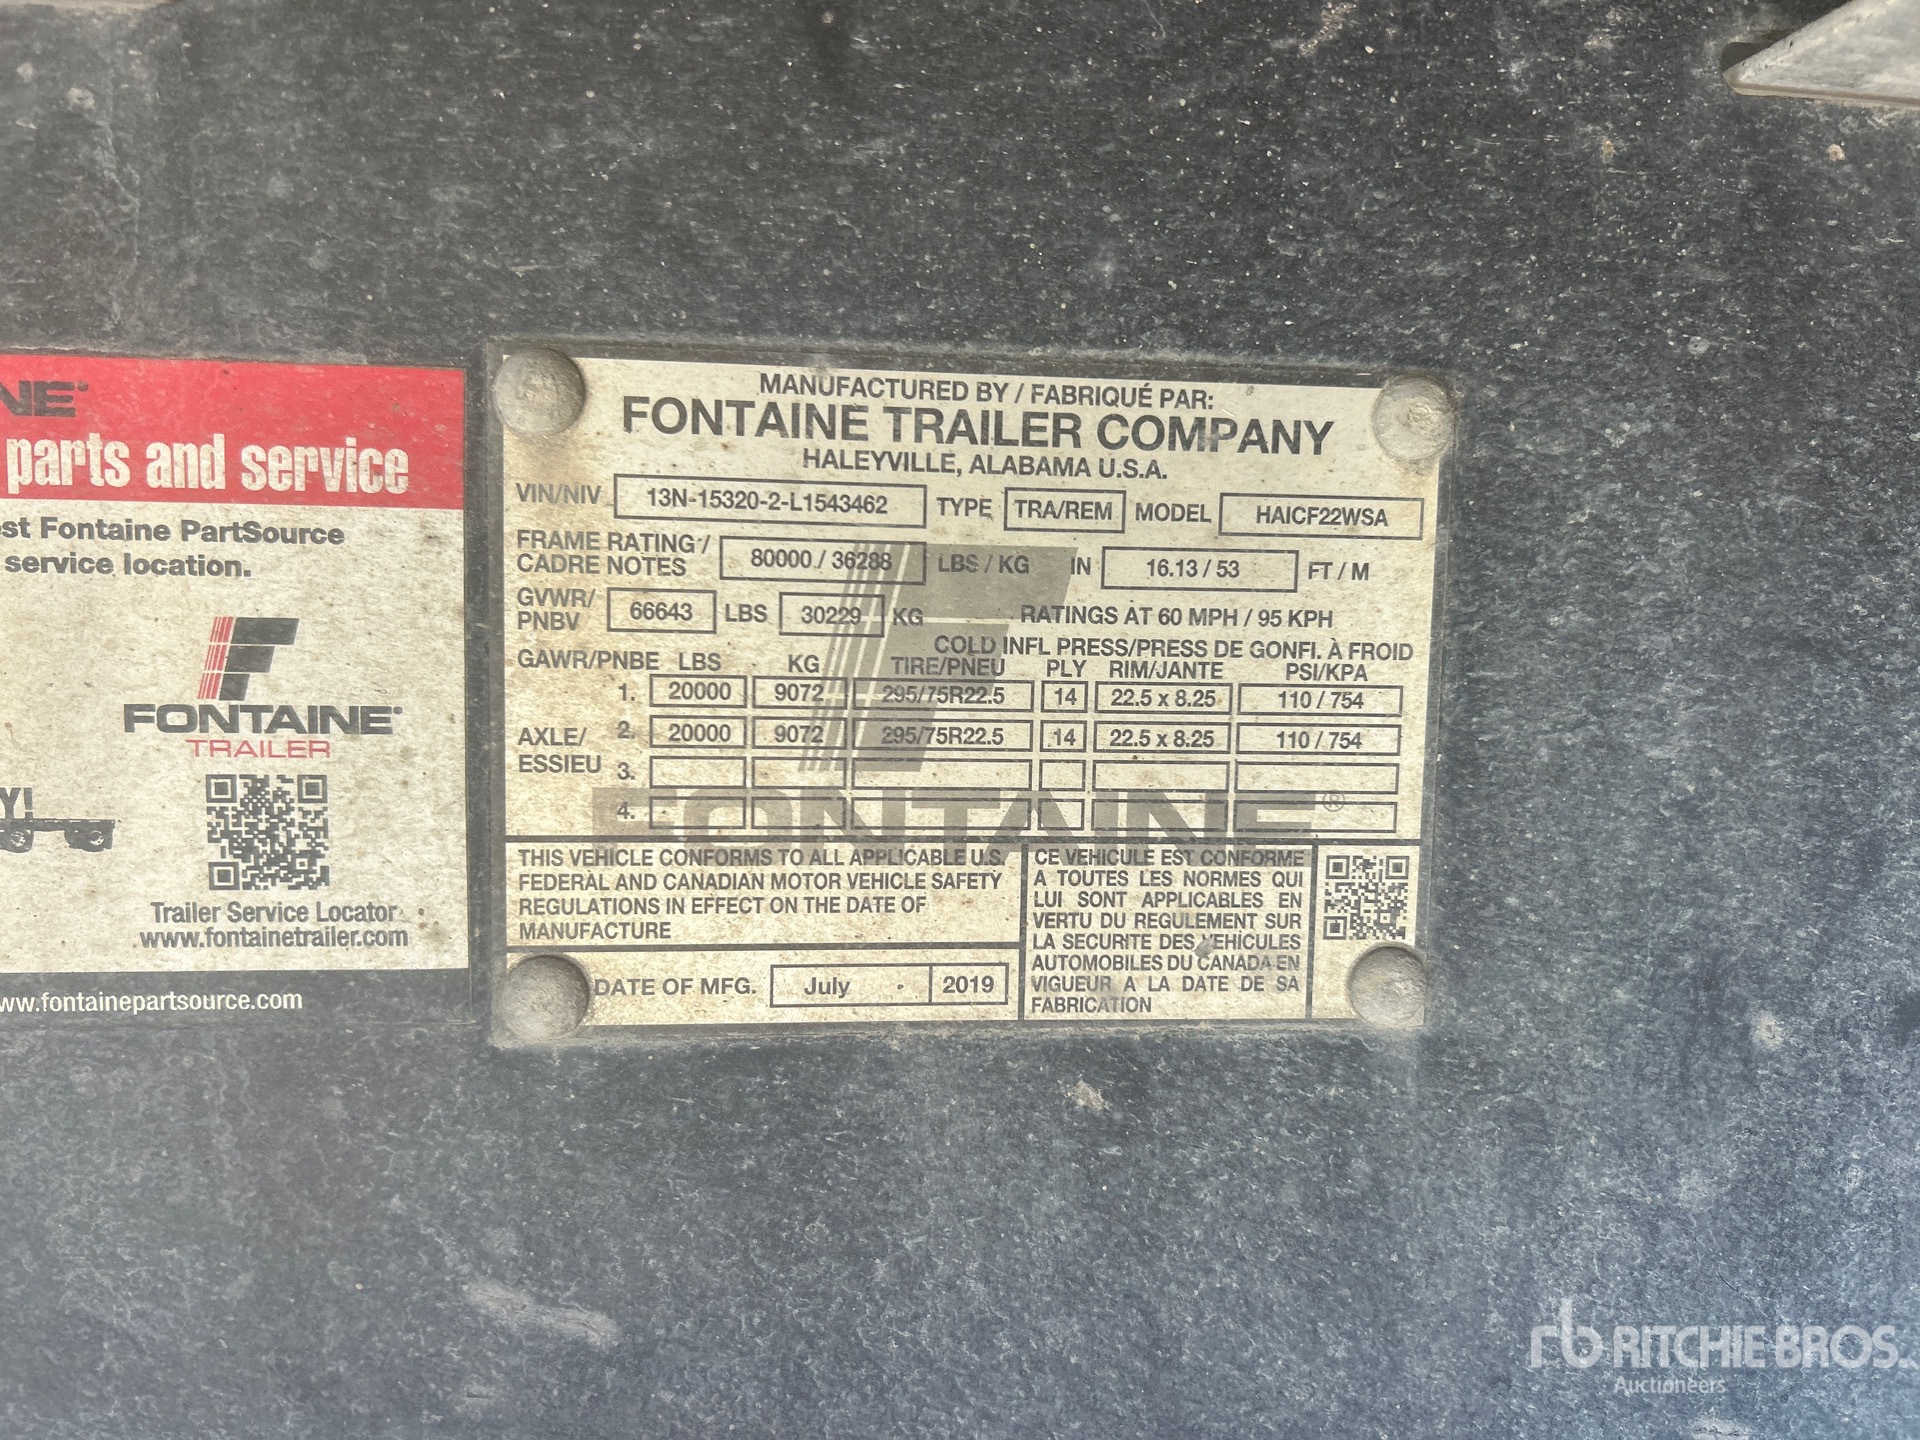 NE®
parts and service
est Fontaine PartSource
service location.
FONTAINE®
TRAILER
Y!
Trailer Service Locator
www.fontainetrailer.com
www.fontainepartsource.com
MANUFACTURED BY / FABRIQUÉ PAR:
FONTAINE TRAILER COMPANY
HALEYVILLE, ALABAMA U.S.A.
VIN/NIV 13N-15320-2-L1543462 TYPE TRA/REM MODEL HAICF22WSA
FRAME RATING / CADRE NOTES 80000 / 36288 LBS / KG IN 16.13 / 53 FT / M
GVWR/ PNBV 66643 LBS 30229 KG RATINGS AT 60 MPH / 95 KPH
COLD INFL PRESS/PRESS DE GONFI. À FROID
GAWR/PNBE LBS KG TIRE/PNEU PLY RIM/JANTE PSI/KPA
1. 20000 9072 295/75R22.5 14 22.5 x 8.25 110 / 754
AXLE/ ESSIEU 2. 20000 9072 295/75R22.5 14 22.5 x 8.25 110 / 754
3.
4.
FONTAINE®
THIS VEHICLE CONFORMS TO ALL APPLICABLE U.S.
FEDERAL AND CANADIAN MOTOR VEHICLE SAFETY
REGULATIONS IN EFFECT ON THE DATE OF
MANUFACTURE
CE VEHICULE EST CONFORME
A TOUTES LES NORMES QUI
LUI SONT APPLICABLES EN
VERTU DU REGULEMENT SUR
LA SECURITE DES VEHICULES
AUTOMOBILES DU CANADA EN
VIGUEUR A LA DATE DE SA
FABRICATION
DATE OF MFG. July 2019
rb RITCHIE BROS.
Auctioneers